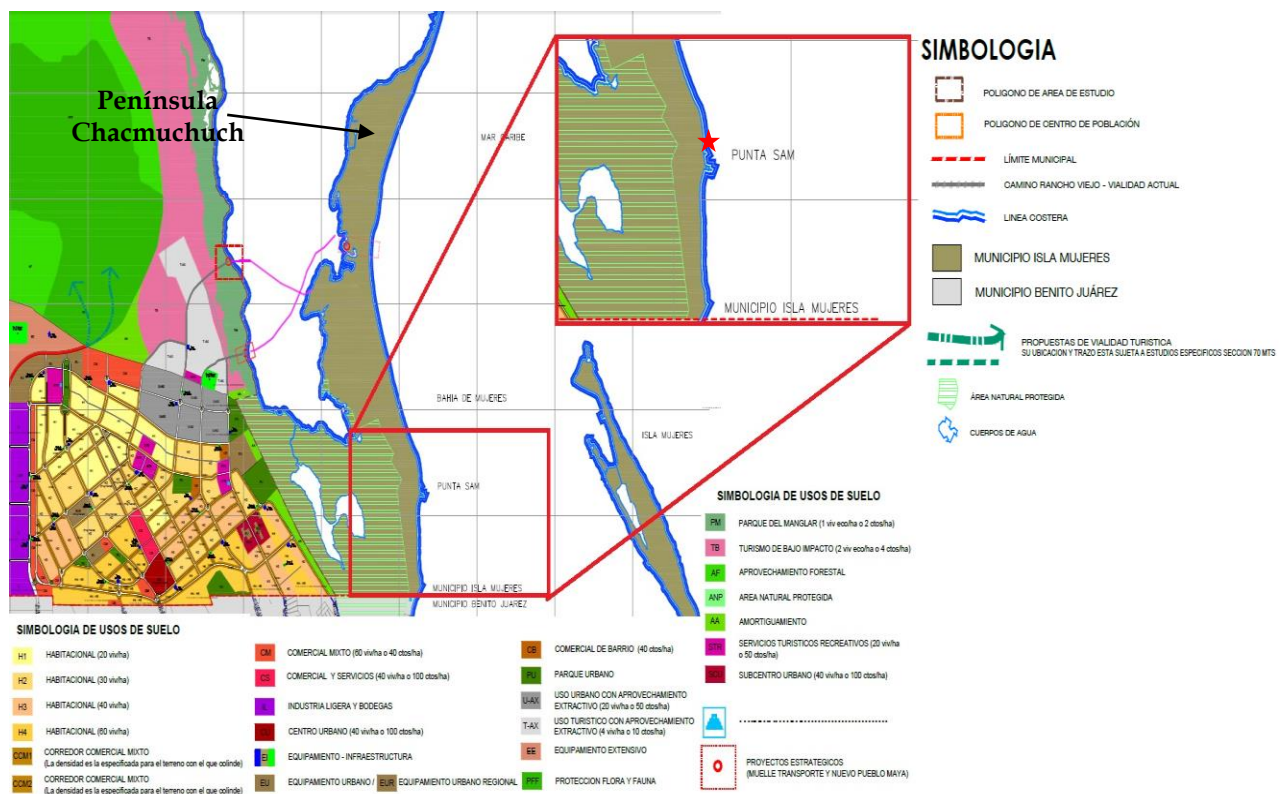 Península
Chacmuchuch
MAR CARIBE
BAHIA DE MUJERES
ISLA MUJERES
PUNTA SAM
MUNICIPIO ISLA MUJERES
MUNICIPIO BENITO JUAREZ
PUNTA SAM
MUNICIPIO ISLA MUJERES
SIMBOLOGIA
POLIGONO DE AREA DE ESTUDIO
POLIGONO DE CENTRO DE POBLACIÓN
LÍMITE MUNICIPAL
CAMINO RANCHO VIEJO - VIALIDAD ACTUAL
LINEA COSTERA
MUNICIPIO ISLA MUJERES
MUNICIPIO BENITO JUÁREZ
PROPUESTAS DE VIALIDAD TURISTICA
SU UBICACION Y TRAZO ESTA SUJETA A ESTUDIOS ESPECIFICOS SECCION 70 MTS
ÁREA NATURAL PROTEGIDA
CUERPOS DE AGUA
SIMBOLOGIA DE USOS DE SUELO
PM PARQUE DEL MANGLAR (1 viv eco/ha o 2 ctos/ha)
TB TURISMO DE BAJO IMPACTO (2 viv eco/ha o 4 ctos/ha)
AF APROVECHAMIENTO FORESTAL
ANP AREA NATURAL PROTEGIDA
AA AMORTIGUAMIENTO
STR SERVICIOS TURISTICOS RECREATIVOS (20 viv/ha
o 50 ctos/ha)
SUBCENTRO URBANO (40 viv/ha o 100 ctos/ha)
PROYECTOS ESTRATEGICOS
(MUELLE TRANSPORTE Y NUEVO PUEBLO MAYA)
SIMBOLOGIA DE USOS DE SUELO
H1 HABITACIONAL (20 viv/ha)
H2 HABITACIONAL (30 viv/ha)
H3 HABITACIONAL (40 viv/ha)
H4 HABITACIONAL (60 viv/ha)
CCM1 CORREDOR COMERCIAL MIXTO
(La densidad es la especificada para el terreno con el que colinde)
CCM2 CORREDOR COMERCIAL MIXTO
(La densidad es la especificada para el terreno con el que colinde)
CM COMERCIAL MIXTO (60 viv/ha o 40 ctos/ha)
CS COMERCIAL Y SERVICIOS (40 viv/ha o 100 ctos/ha)
INDUSTRIA LIGERA Y BODEGAS
CENTRO URBANO (40 viv/ha o 100 ctos/ha)
EI EQUIPAMIENTO - INFRAESTRUCTURA
EU EQUIPAMIENTO URBANO / EUR EQUIPAMIENTO URBANO REGIONAL
CB COMERCIAL DE BARRIO (40 ctos/ha)
PU PARQUE URBANO
U-AX USO URBANO CON APROVECHAMIENTO
EXTRACTIVO (20 viv/ha o 50 ctos/ha)
T-AX USO TURISTICO CON APROVECHAMIENTO
EXTRACTIVO (4 viv/ha o 10 ctos/ha)
EE EQUIPAMIENTO EXTENSIVO
PFF PROTECCION FLORA Y FAUNA